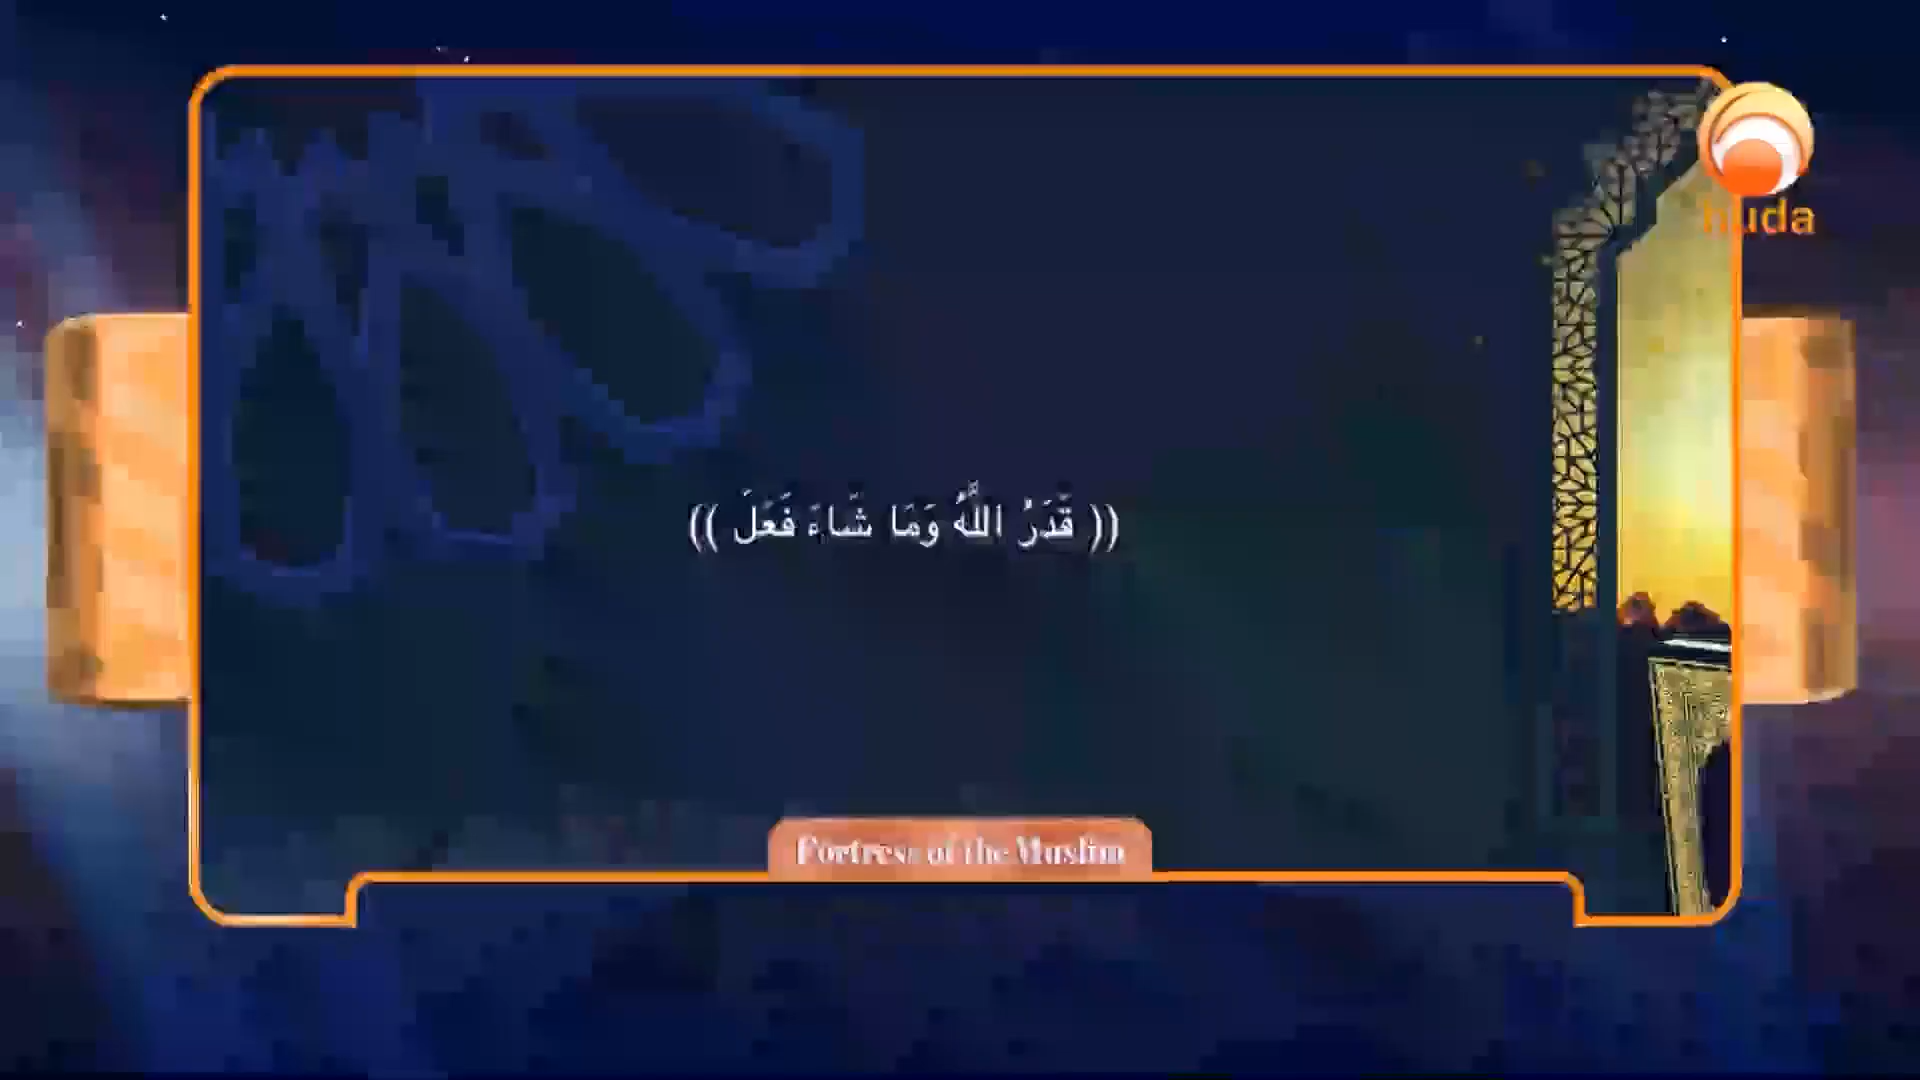 huda
(( قَدَرُ اللَّهُ وَمَا شَاءَ فَعَلَ ))
Fortress of the Muslim